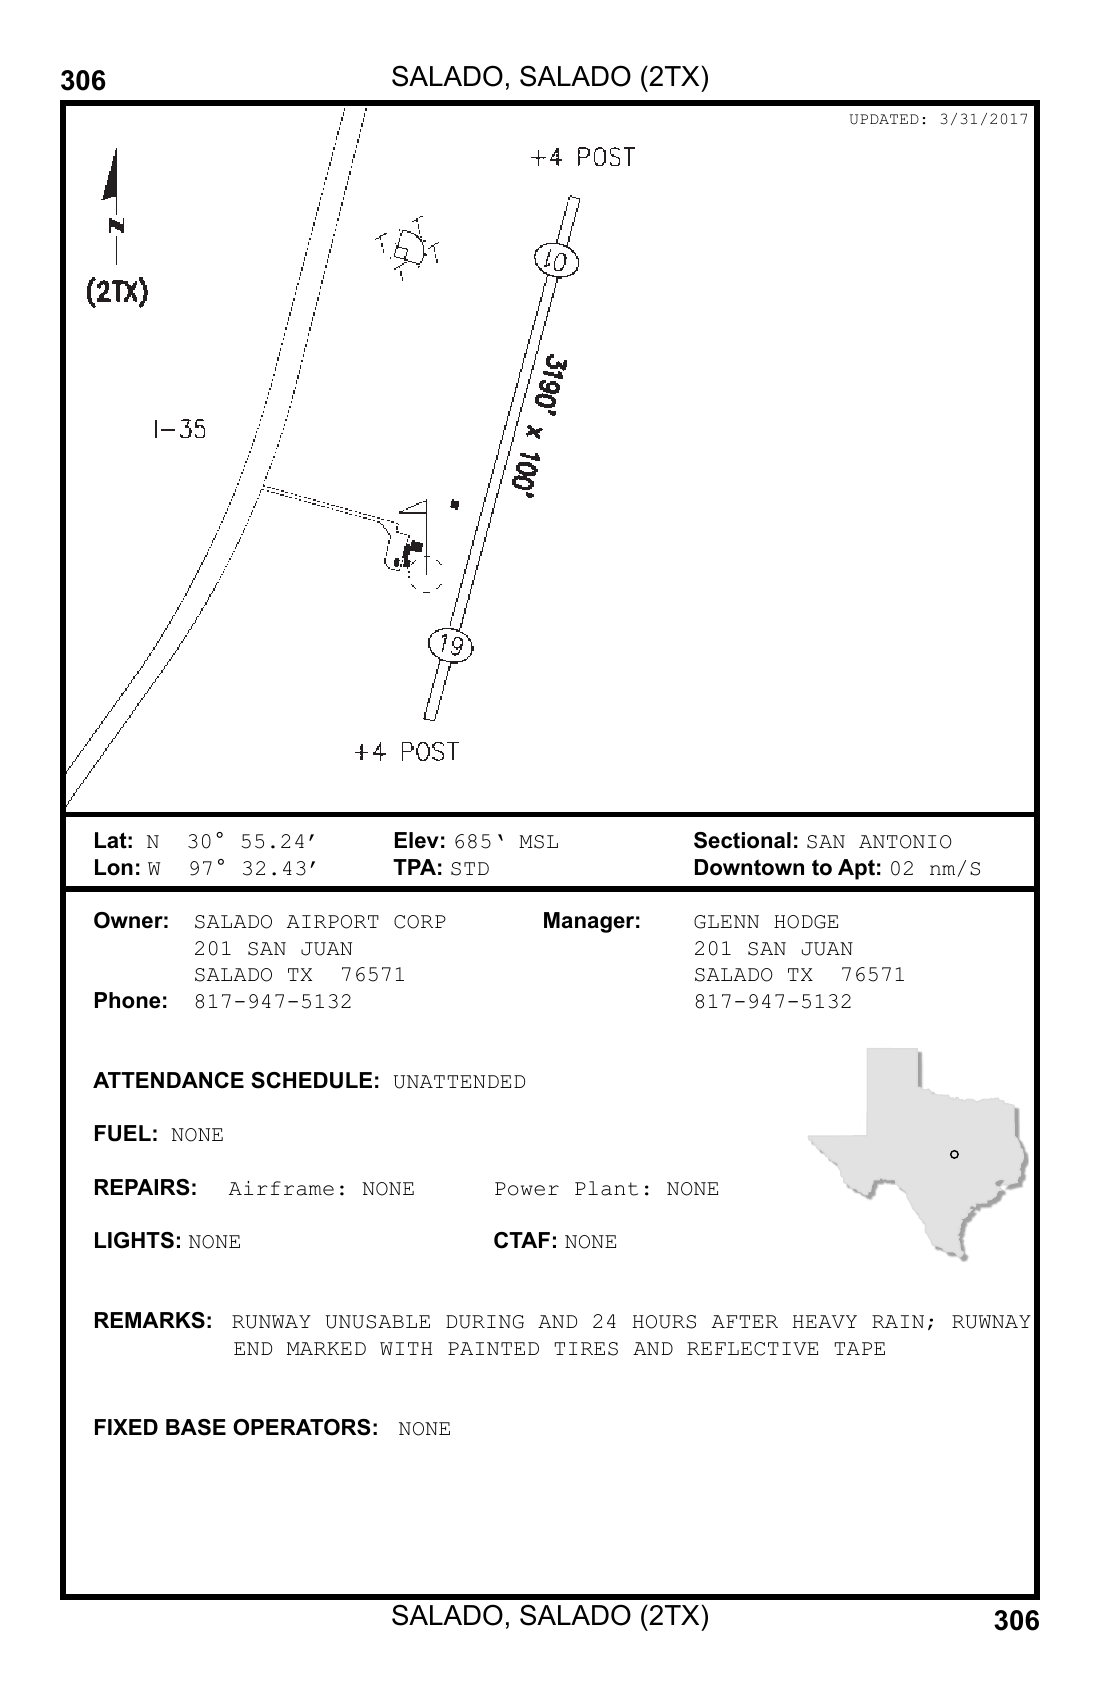 306
SALADO, SALADO (2TX)
UPDATED: 3/31/2017
+4 POST
N
(2TX)
10
3190' x 100'
I-35
19
+4 POST
Lat: N 30° 55.24′ Elev: 685‘ MSL Sectional: SAN ANTONIO
Lon: W 97° 32.43′ TPA: STD Downtown to Apt: 02 nm/S
Owner: SALADO AIRPORT CORP Manager: GLENN HODGE
201 SAN JUAN 201 SAN JUAN
SALADO TX 76571 SALADO TX 76571
Phone: 817-947-5132 817-947-5132
ATTENDANCE SCHEDULE: UNATTENDED
FUEL: NONE
REPAIRS: Airframe: NONE Power Plant: NONE
LIGHTS: NONE CTAF: NONE
REMARKS: RUNWAY UNUSABLE DURING AND 24 HOURS AFTER HEAVY RAIN; RUWNAY
END MARKED WITH PAINTED TIRES AND REFLECTIVE TAPE
FIXED BASE OPERATORS: NONE
SALADO, SALADO (2TX)
306